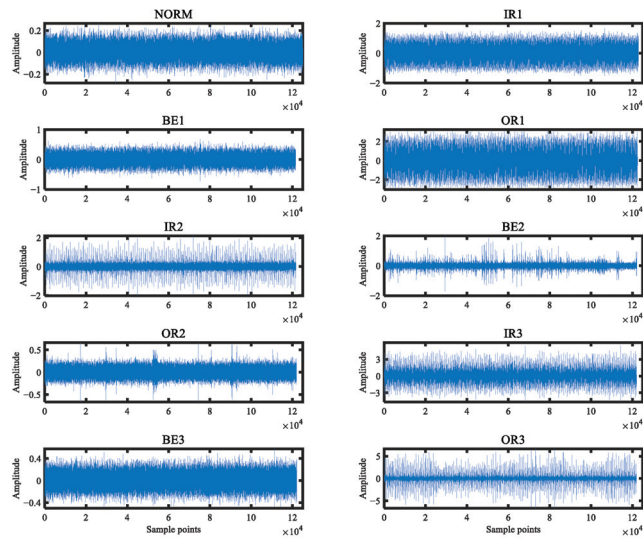 NORM
Amplitude
0.2
0
−0.2
0 2 4 6 8 10 12
×10⁴
IR1
Amplitude
2
0
−2
0 2 4 6 8 10 12
×10⁴
BE1
Amplitude
1
0
−1
0 2 4 6 8 10 12
×10⁴
OR1
Amplitude
2
0
−2
0 2 4 6 8 10 12
×10⁴
IR2
Amplitude
2
0
−2
0 2 4 6 8 10 12
×10⁴
BE2
Amplitude
2
0
−2
0 2 4 6 8 10 12
×10⁴
OR2
Amplitude
0.5
0
−0.5
0 2 4 6 8 10 12
×10⁴
IR3
Amplitude
3
0
−3
0 2 4 6 8 10 12
×10⁴
BE3
Amplitude
0.4
0
−0.4
0 2 4 6 8 10 12
Sample points
×10⁴
OR3
Amplitude
5
0
−5
0 2 4 6 8 10 12
Sample points
×10⁴